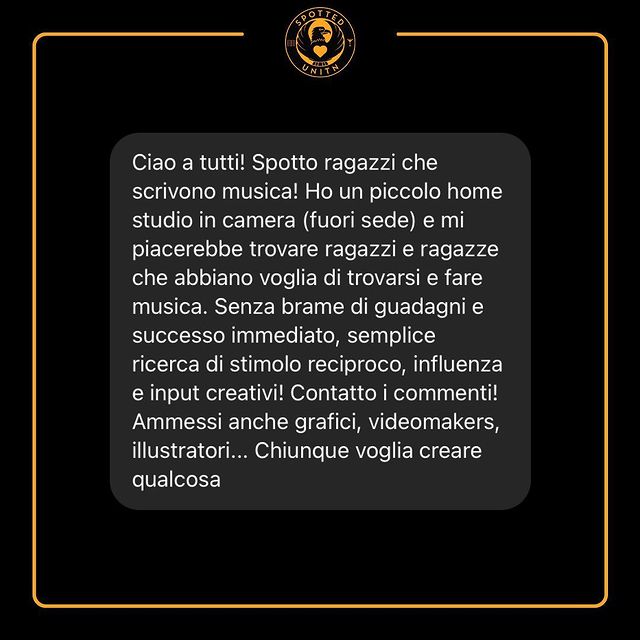 SPOTTED
UNITN
Ciao a tutti! Spotto ragazzi che
scrivono musica! Ho un piccolo home
studio in camera (fuori sede) e mi
piacerebbe trovare ragazzi e ragazze
che abbiano voglia di trovarsi e fare
musica. Senza brame di guadagni e
successo immediato, semplice
ricerca di stimolo reciproco, influenza
e input creativi! Contatto i commenti!
Ammessi anche grafici, videomakers,
illustratori... Chiunque voglia creare
qualcosa